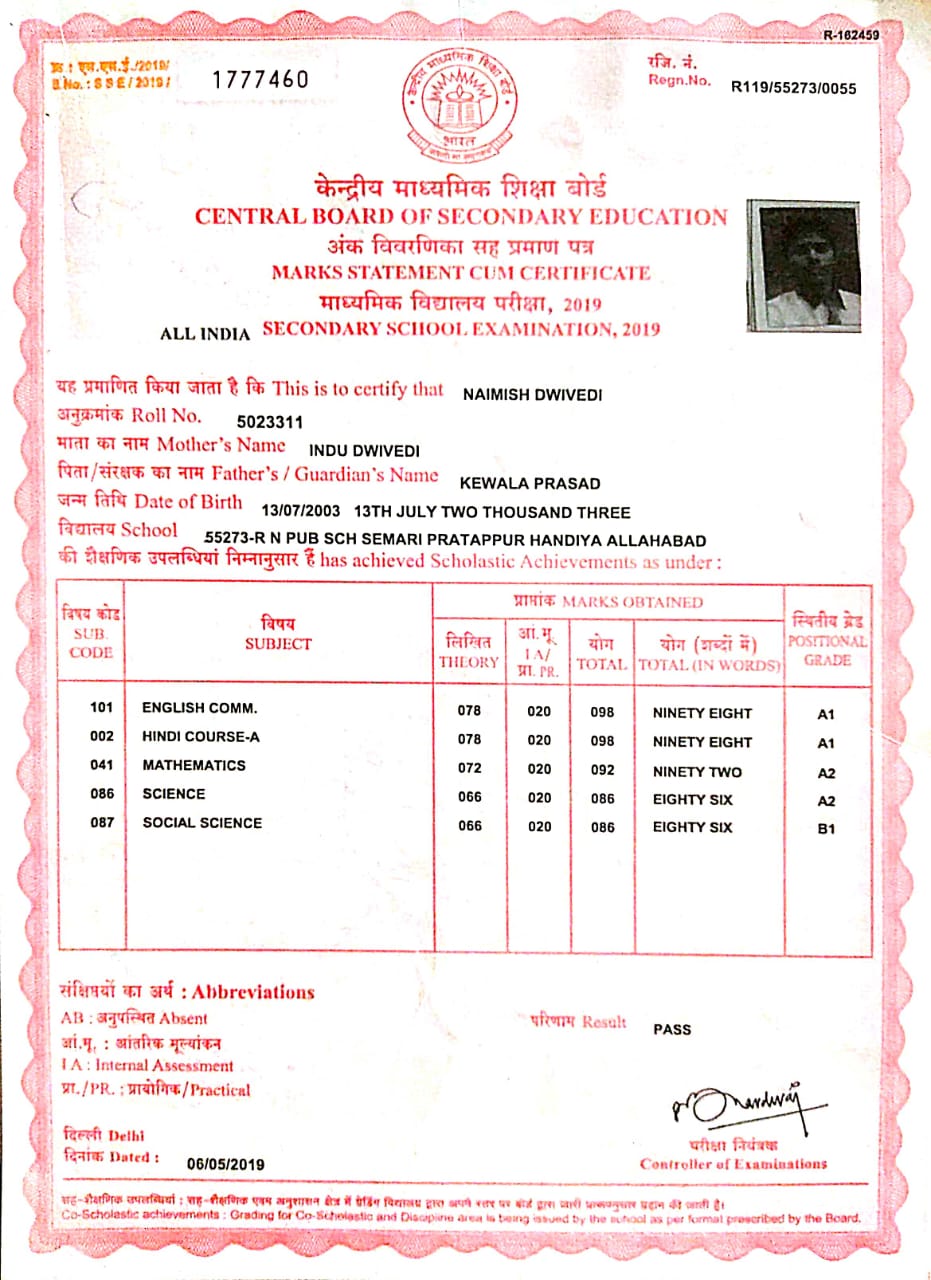 R-162459
क्र : एस.एस.ई./2019/
B.No. : S S E / 2019 / 1777460
रजि. नं.
Regn.No. R119/55273/0055
केन्द्रीय माध्यमिक शिक्षा बोर्ड
भारत
केन्द्रीय माध्यमिक शिक्षा बोर्ड
CENTRAL BOARD OF SECONDARY EDUCATION
अंक विवरणिका सह प्रमाण पत्र
MARKS STATEMENT CUM CERTIFICATE
माध्यमिक विद्यालय परीक्षा, 2019
ALL INDIA SECONDARY SCHOOL EXAMINATION, 2019
यह प्रमाणित किया जाता है कि This is to certify that NAIMISH DWIVEDI
अनुक्रमांक Roll No. 5023311
माता का नाम Mother's Name INDU DWIVEDI
पिता/संरक्षक का नाम Father's / Guardian's Name KEWALA PRASAD
जन्म तिथि Date of Birth 13/07/2003 13TH JULY TWO THOUSAND THREE
विद्यालय School 55273-R N PUB SCH SEMARI PRATAPPUR HANDIYA ALLAHABAD
की शैक्षणिक उपलब्धियां निम्नानुसार हैं has achieved Scholastic Achievements as under :
विषय कोड SUB. CODE
विषय SUBJECT
प्राप्तांक MARKS OBTAINED
लिखित THEORY
आं.मू. I A/ प्रा. PR.
योग TOTAL
योग (शब्दों में) TOTAL (IN WORDS)
स्थितीय ग्रेड POSITIONAL GRADE
101 ENGLISH COMM. 078 020 098 NINETY EIGHT A1
002 HINDI COURSE-A 078 020 098 NINETY EIGHT A1
041 MATHEMATICS 072 020 092 NINETY TWO A2
086 SCIENCE 066 020 086 EIGHTY SIX A2
087 SOCIAL SCIENCE 066 020 086 EIGHTY SIX B1
संक्षिप्तियों का अर्थ : Abbreviations
AB : अनुपस्थित Absent
परिणाम Result PASS
आं.मू. : आंतरिक मूल्यांकन
I A : Internal Assessment
प्रा./PR. : प्रायोगिक/Practical
दिल्ली Delhi
दिनांक Dated : 06/05/2019
परीक्षा नियंत्रक
Controller of Examinations
सह-शैक्षणिक उपलब्धियां : सह-शैक्षणिक एवम अनुशासन क्षेत्र में ग्रेडिंग विद्यालय द्वारा अपने स्तर पर बोर्ड द्वारा जारी प्रारूपानुसार प्रदान की जाती है।
Co-Scholastic achievements : Grading for Co-Scholastic and Discipline area is being issued by the school as per format prescribed by the Board.